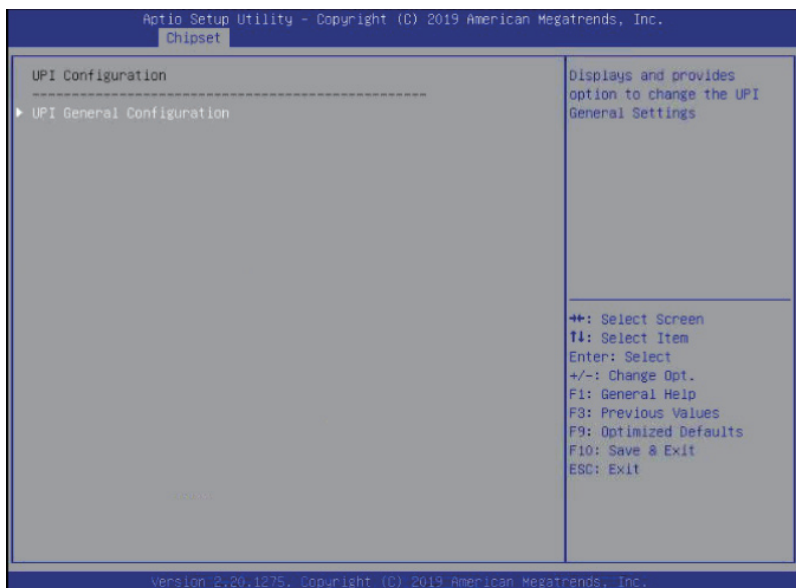 Aptio Setup Utility - Copyright (C) 2019 American Megatrends, Inc.
Chipset
UPI Configuration
--------------------------------------------------
▶ UPI General Configuration
Displays and provides
option to change the UPI
General Settings
→←: Select Screen
↑↓: Select Item
Enter: Select
+/-: Change Opt.
F1: General Help
F3: Previous Values
F9: Optimized Defaults
F10: Save & Exit
ESC: Exit
Version 2.20.1275. Copyright (C) 2019 American Megatrends, Inc.